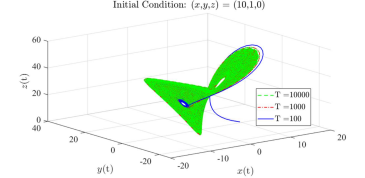 Initial Condition: (x,y,z) = (10,1,0)
60
40
20
0
z(t)
40
20
0
-20
y(t)
-20
-10
0
10
20
x(t)
T =10000
T =1000
T =100